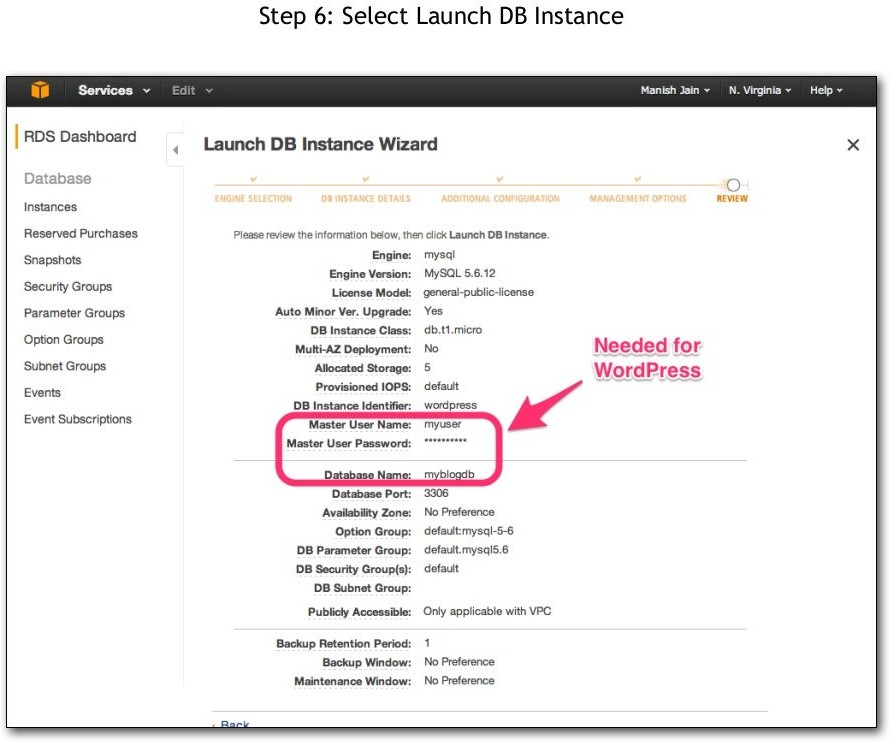 Step 6: Select Launch DB Instance
Services Edit Manish Jain N. Virginia Help
RDS Dashboard
Database
Instances
Reserved Purchases
Snapshots
Security Groups
Parameter Groups
Option Groups
Subnet Groups
Events
Event Subscriptions
Launch DB Instance Wizard
ENGINE SELECTION DB INSTANCE DETAILS ADDITIONAL CONFIGURATION MANAGEMENT OPTIONS REVIEW
Please review the information below, then click Launch DB Instance.
Engine: mysql
Engine Version: MySQL 5.6.12
License Model: general-public-license
Auto Minor Ver. Upgrade: Yes
DB Instance Class: db.t1.micro
Multi-AZ Deployment: No
Allocated Storage: 5
Provisioned IOPS: default
DB Instance Identifier: wordpress
Master User Name: myuser
Master User Password: **********
Needed for
WordPress
Database Name: myblogdb
Database Port: 3306
Availability Zone: No Preference
Option Group: default:mysql-5-6
DB Parameter Group: default.mysql5.6
DB Security Group(s): default
DB Subnet Group:
Publicly Accessible: Only applicable with VPC
Backup Retention Period: 1
Backup Window: No Preference
Maintenance Window: No Preference
Back